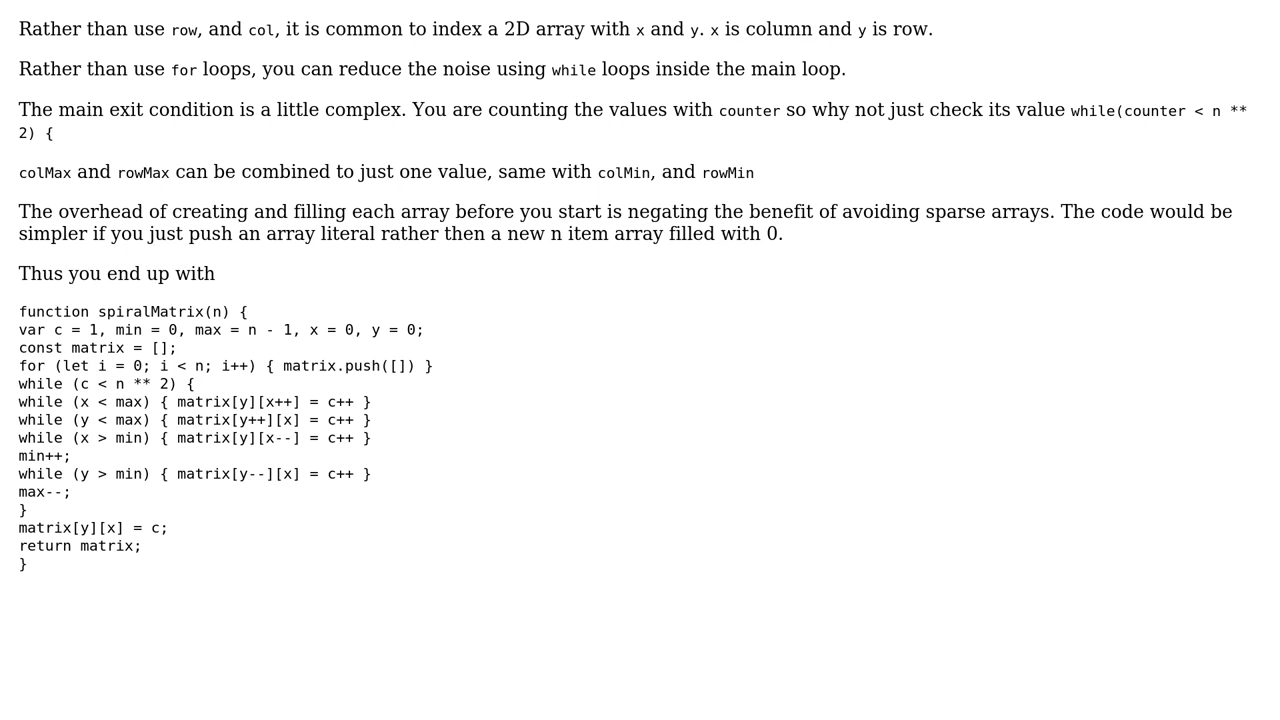 Rather than use row, and col, it is common to index a 2D array with x and y. x is column and y is row.
Rather than use for loops, you can reduce the noise using while loops inside the main loop.
The main exit condition is a little complex. You are counting the values with counter so why not just check its value while(counter < n **
2) {
colMax and rowMax can be combined to just one value, same with colMin, and rowMin
The overhead of creating and filling each array before you start is negating the benefit of avoiding sparse arrays. The code would be
simpler if you just push an array literal rather then a new n item array filled with 0.
Thus you end up with
function spiralMatrix(n) {
var c = 1, min = 0, max = n - 1, x = 0, y = 0;
const matrix = [];
for (let i = 0; i < n; i++) { matrix.push([]) }
while (c < n ** 2) {
while (x < max) { matrix[y][x++] = c++ }
while (y < max) { matrix[y++][x] = c++ }
while (x > min) { matrix[y][x--] = c++ }
min++;
while (y > min) { matrix[y--][x] = c++ }
max--;
}
matrix[y][x] = c;
return matrix;
}